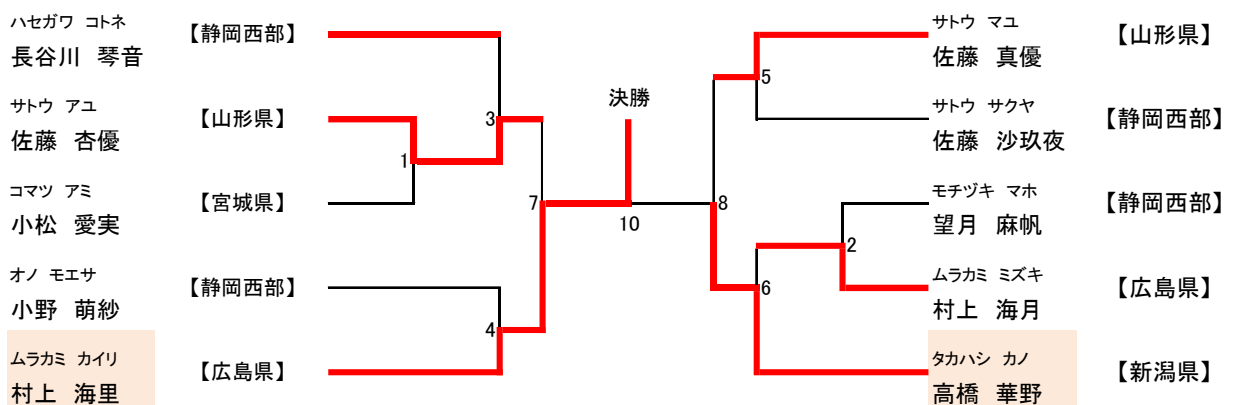 ハセガワ コトネ
長谷川 琴音
【静岡西部】
サトウ アユ
佐藤 杏優
【山形県】
コマツ アミ
小松 愛実
【宮城県】
オノ モエサ
小野 萌紗
【静岡西部】
ムラカミ カイリ
村上 海里
【広島県】
1
3
4
7
決勝
10
8
5
2
6
サトウ マユ
佐藤 真優
【山形県】
サトウ サクヤ
佐藤 沙玖夜
【静岡西部】
モチヅキ マホ
望月 麻帆
【静岡西部】
ムラカミ ミズキ
村上 海月
【広島県】
タカハシ カノ
高橋 華野
【新潟県】